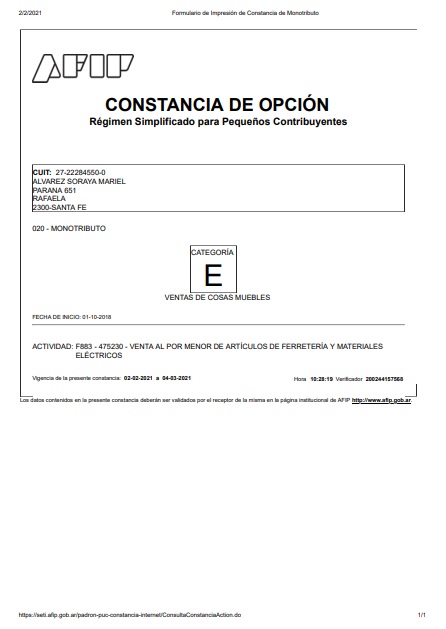 2/2/2021 Formulario de Impresión de Constancia de Monotributo
AFIP
CONSTANCIA DE OPCIÓN
Régimen Simplificado para Pequeños Contribuyentes
CUIT: 27-22284550-0
ALVAREZ SORAYA MARIEL
PARANA 651
RAFAELA
2300-SANTA FE
020 - MONOTRIBUTO
CATEGORÍA
E
VENTAS DE COSAS MUEBLES
FECHA DE INICIO: 01-10-2018
ACTIVIDAD: F883 - 475230 - VENTA AL POR MENOR DE ARTÍCULOS DE FERRETERÍA Y MATERIALES
ELÉCTRICOS
Vigencia de la presente constancia: 02-02-2021 a 04-03-2021 Hora 10:28:19 Verificador 200244157568
Los datos contenidos en la presente constancia deberán ser validados por el receptor de la misma en la página institucional de AFIP http://www.afip.gob.ar.
https://seti.afip.gob.ar/padron-puc-constancia-internet/ConsultaConstanciaAction.do 1/1